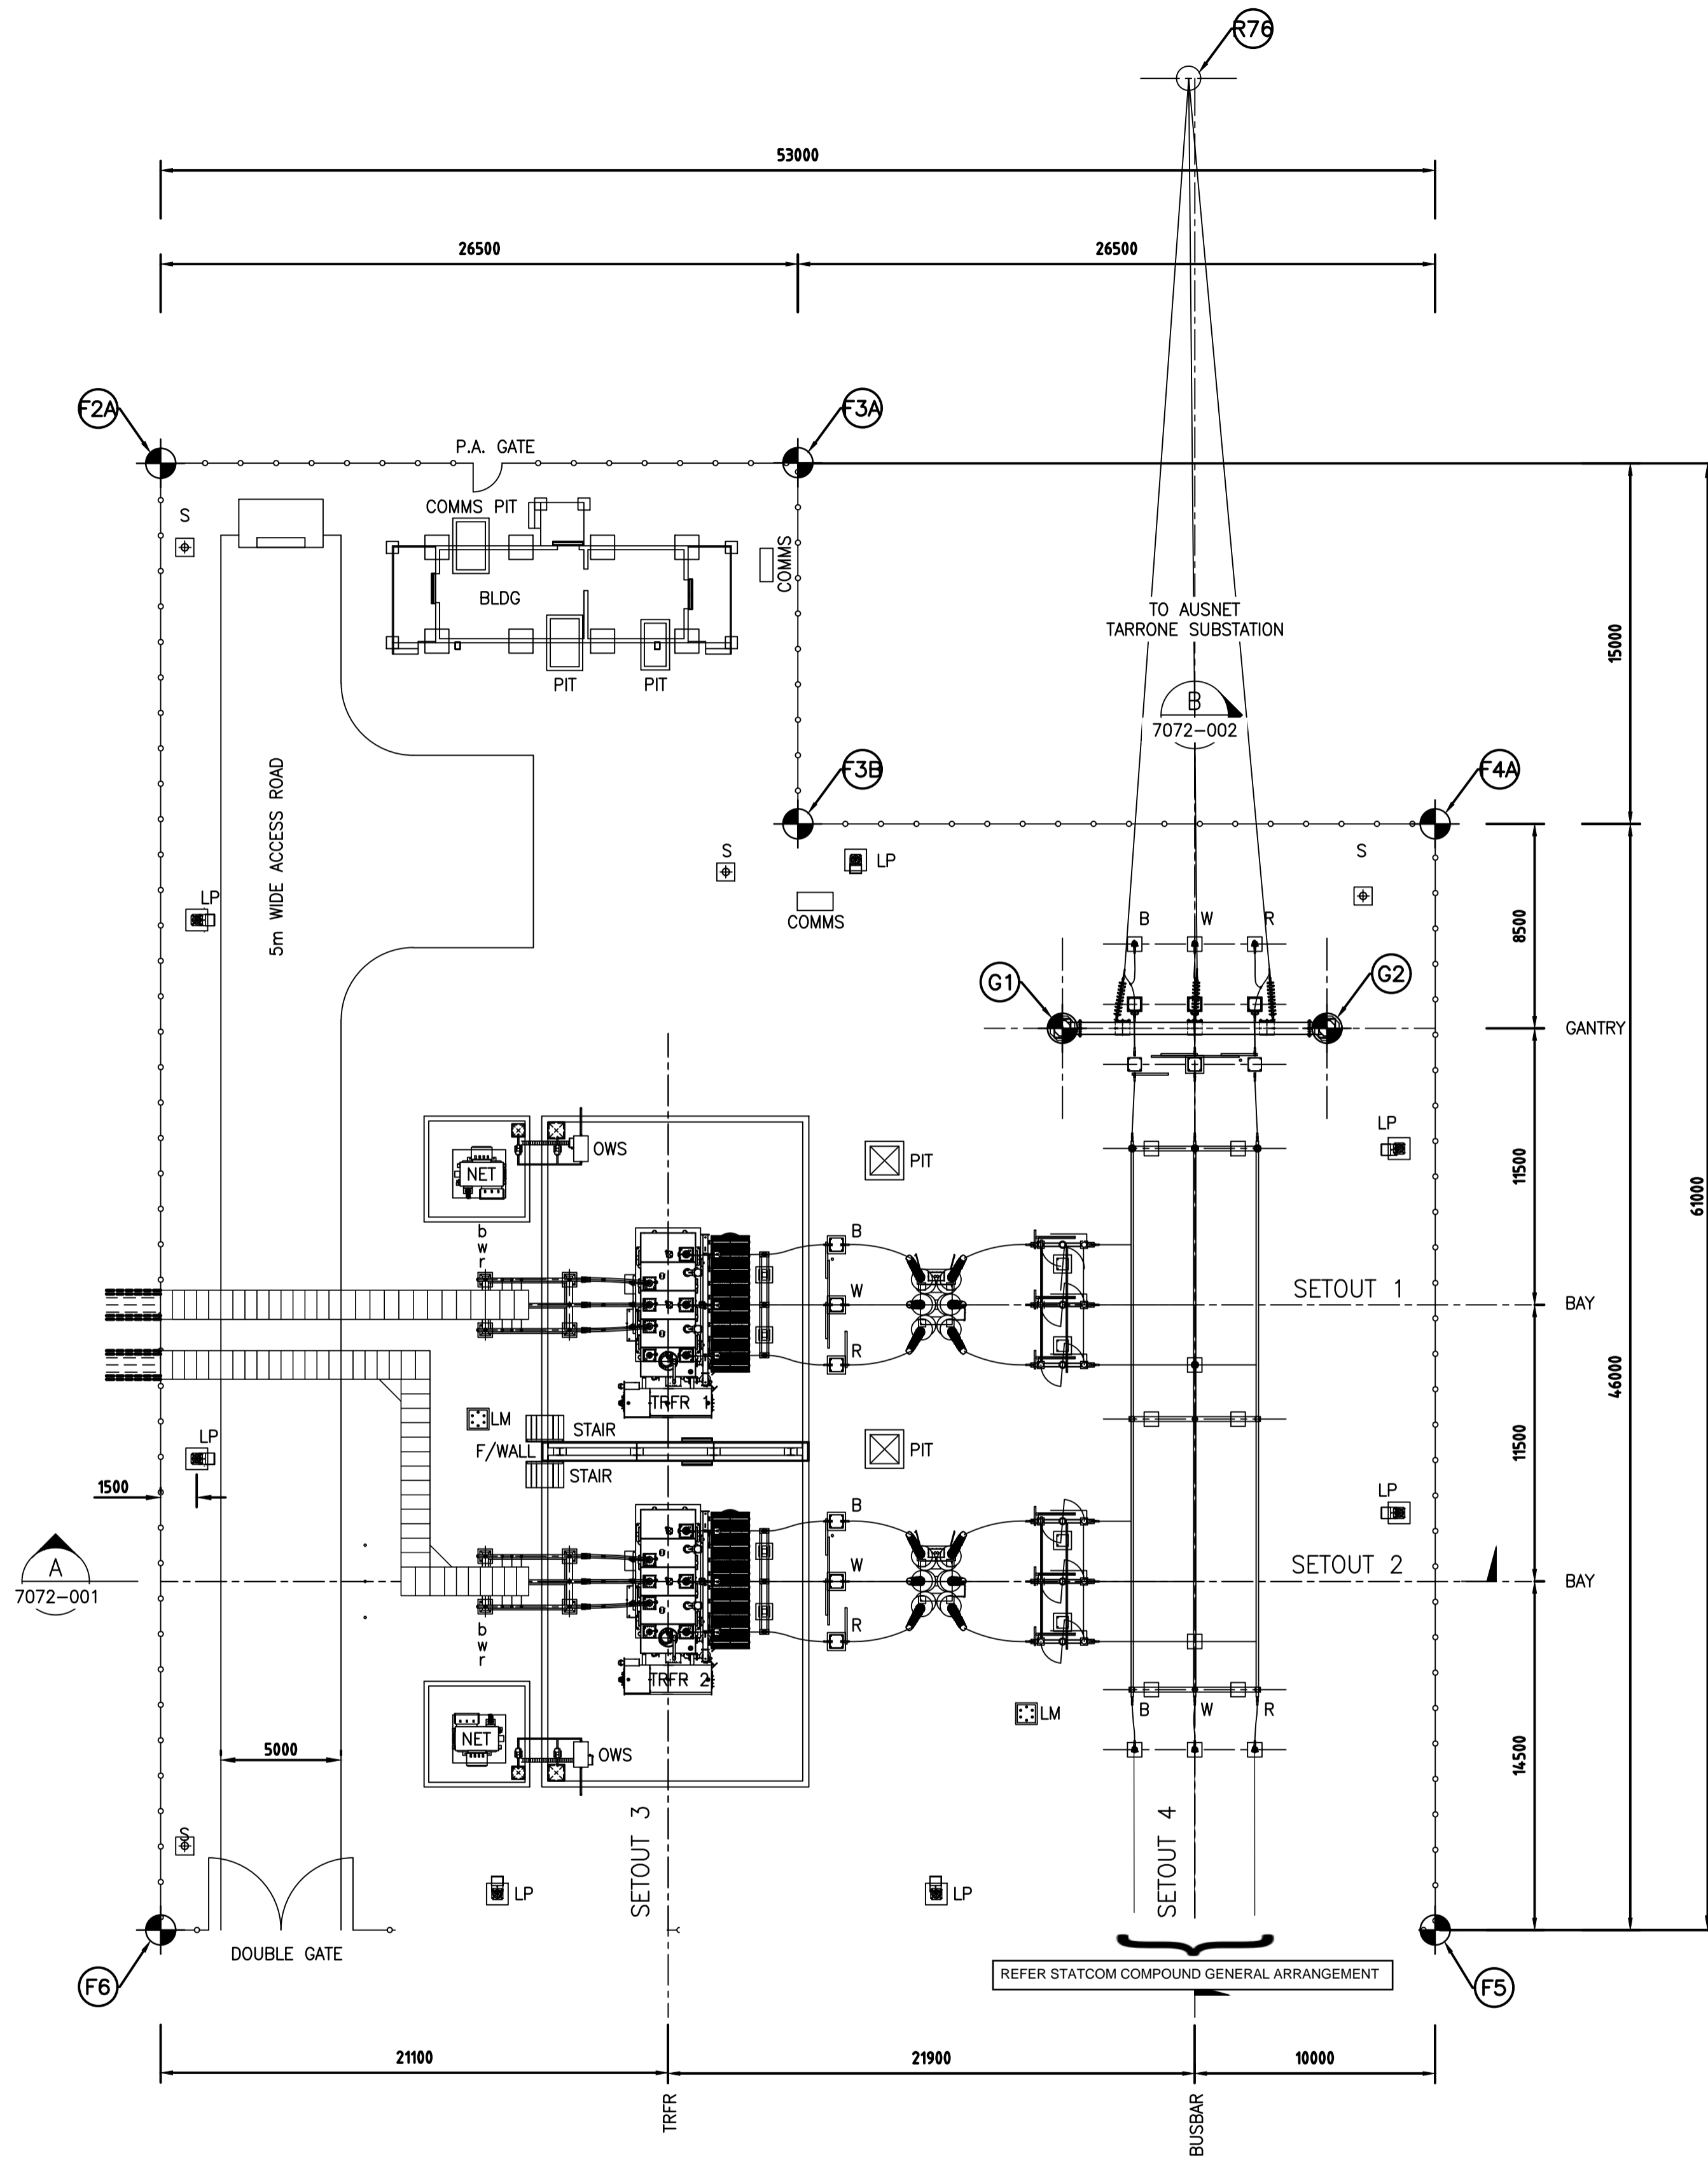 R76
53000
26500
26500
F2A
F3A
P.A. GATE
COMMS PIT
S
COMMS
BLDG
TO AUSNET
TARRONE SUBSTATION
15000
PIT
PIT
B
7072-002
F3B
F4A
5m WIDE ACCESS ROAD
S
LP
S
LP
COMMS
B
W
R
8500
G1
G2
GANTRY
LP
OWS
PIT
NET
11500
61000
b
w
r
B
W
SETOUT 1
BAY
R
46000
TRFR 1
LM
STAIR
F/WALL
PIT
STAIR
LP
1500
LP
11500
B
W
SETOUT 2
A
7072-001
BAY
b
w
r
R
TRFR 2
B
W
R
LM
NET
OWS
5000
14500
S
SETOUT 3
SETOUT 4
LP
LP
DOUBLE GATE
REFER STATCOM COMPOUND GENERAL ARRANGEMENT
F6
F5
21100
21900
10000
TRFR
BUSBAR